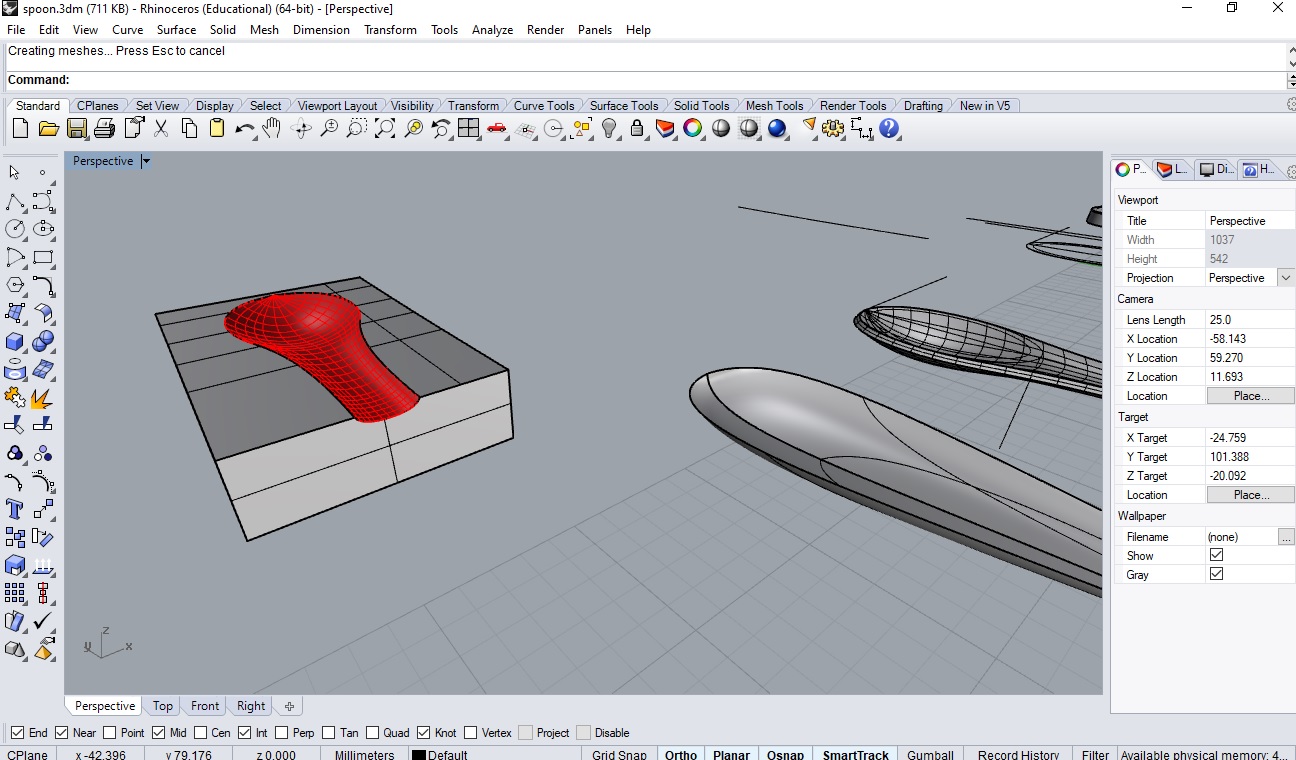 spoon.3dm (711 KB) - Rhinoceros (Educational) (64-bit) - [Perspective]
File Edit View Curve Surface Solid Mesh Dimension Transform Tools Analyze Render Panels Help
Creating meshes... Press Esc to cancel
Command:
Standard CPlanes Set View Display Select Viewport Layout Visibility Transform Curve Tools Surface Tools Solid Tools Mesh Tools Render Tools Drafting New in V5
Perspective
P... L... Di... H...
Viewport
Title Perspective
Width 1037
Height 542
Projection Perspective
Camera
Lens Length 25.0
X Location -58.143
Y Location 59.270
Z Location 11.693
Location Place...
Target
X Target -24.759
Y Target 101.388
Z Target -20.092
Location Place...
Wallpaper
Filename (none) ...
Show
Gray
z
y x
Perspective Top Front Right
End Near Point Mid Cen Int Perp Tan Quad Knot Vertex Project Disable
CPlane x -42.396 y 79.176 z 0.000 Millimeters Default Grid Snap Ortho Planar Osnap SmartTrack Gumball Record History Filter Available physical memory: 4...